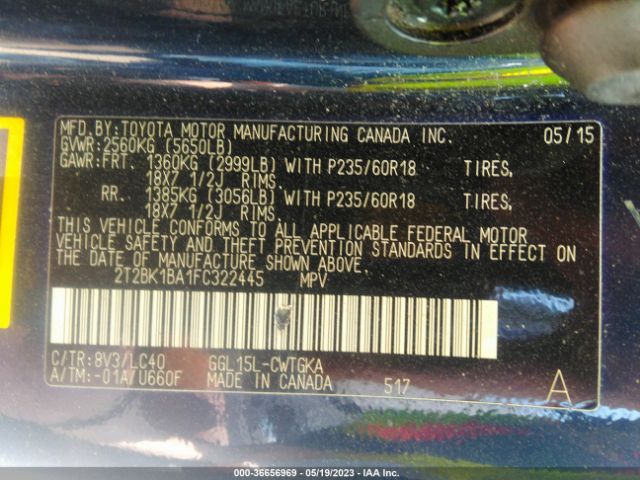 MFD.BY:TOYOTA MOTOR MANUFACTURING CANADA INC. 05/15
GVWR:2560KG (5650LB)
GAWR:FRT. 1360KG (2999LB) WITH P235/60R18 TIRES,
18X7 1/2J RIMS.
RR. 1385KG (3056LB) WITH P235/60R18 TIRES,
18X7 1/2J RIMS.
THIS VEHICLE CONFORMS TO ALL APPLICABLE FEDERAL MOTOR
VEHICLE SAFETY AND THEFT PREVENTION STANDARDS IN EFFECT ON
THE DATE OF MANUFACTURE SHOWN ABOVE.
2T2BK1BA1FC322445 MPV
C/TR:8V3/LC40 GGL15L-CWTGKA
A/TM:-01A/U660F MADE IN CANADA 517 A
000-36656969 • 05/19/2023 • IAA Inc.